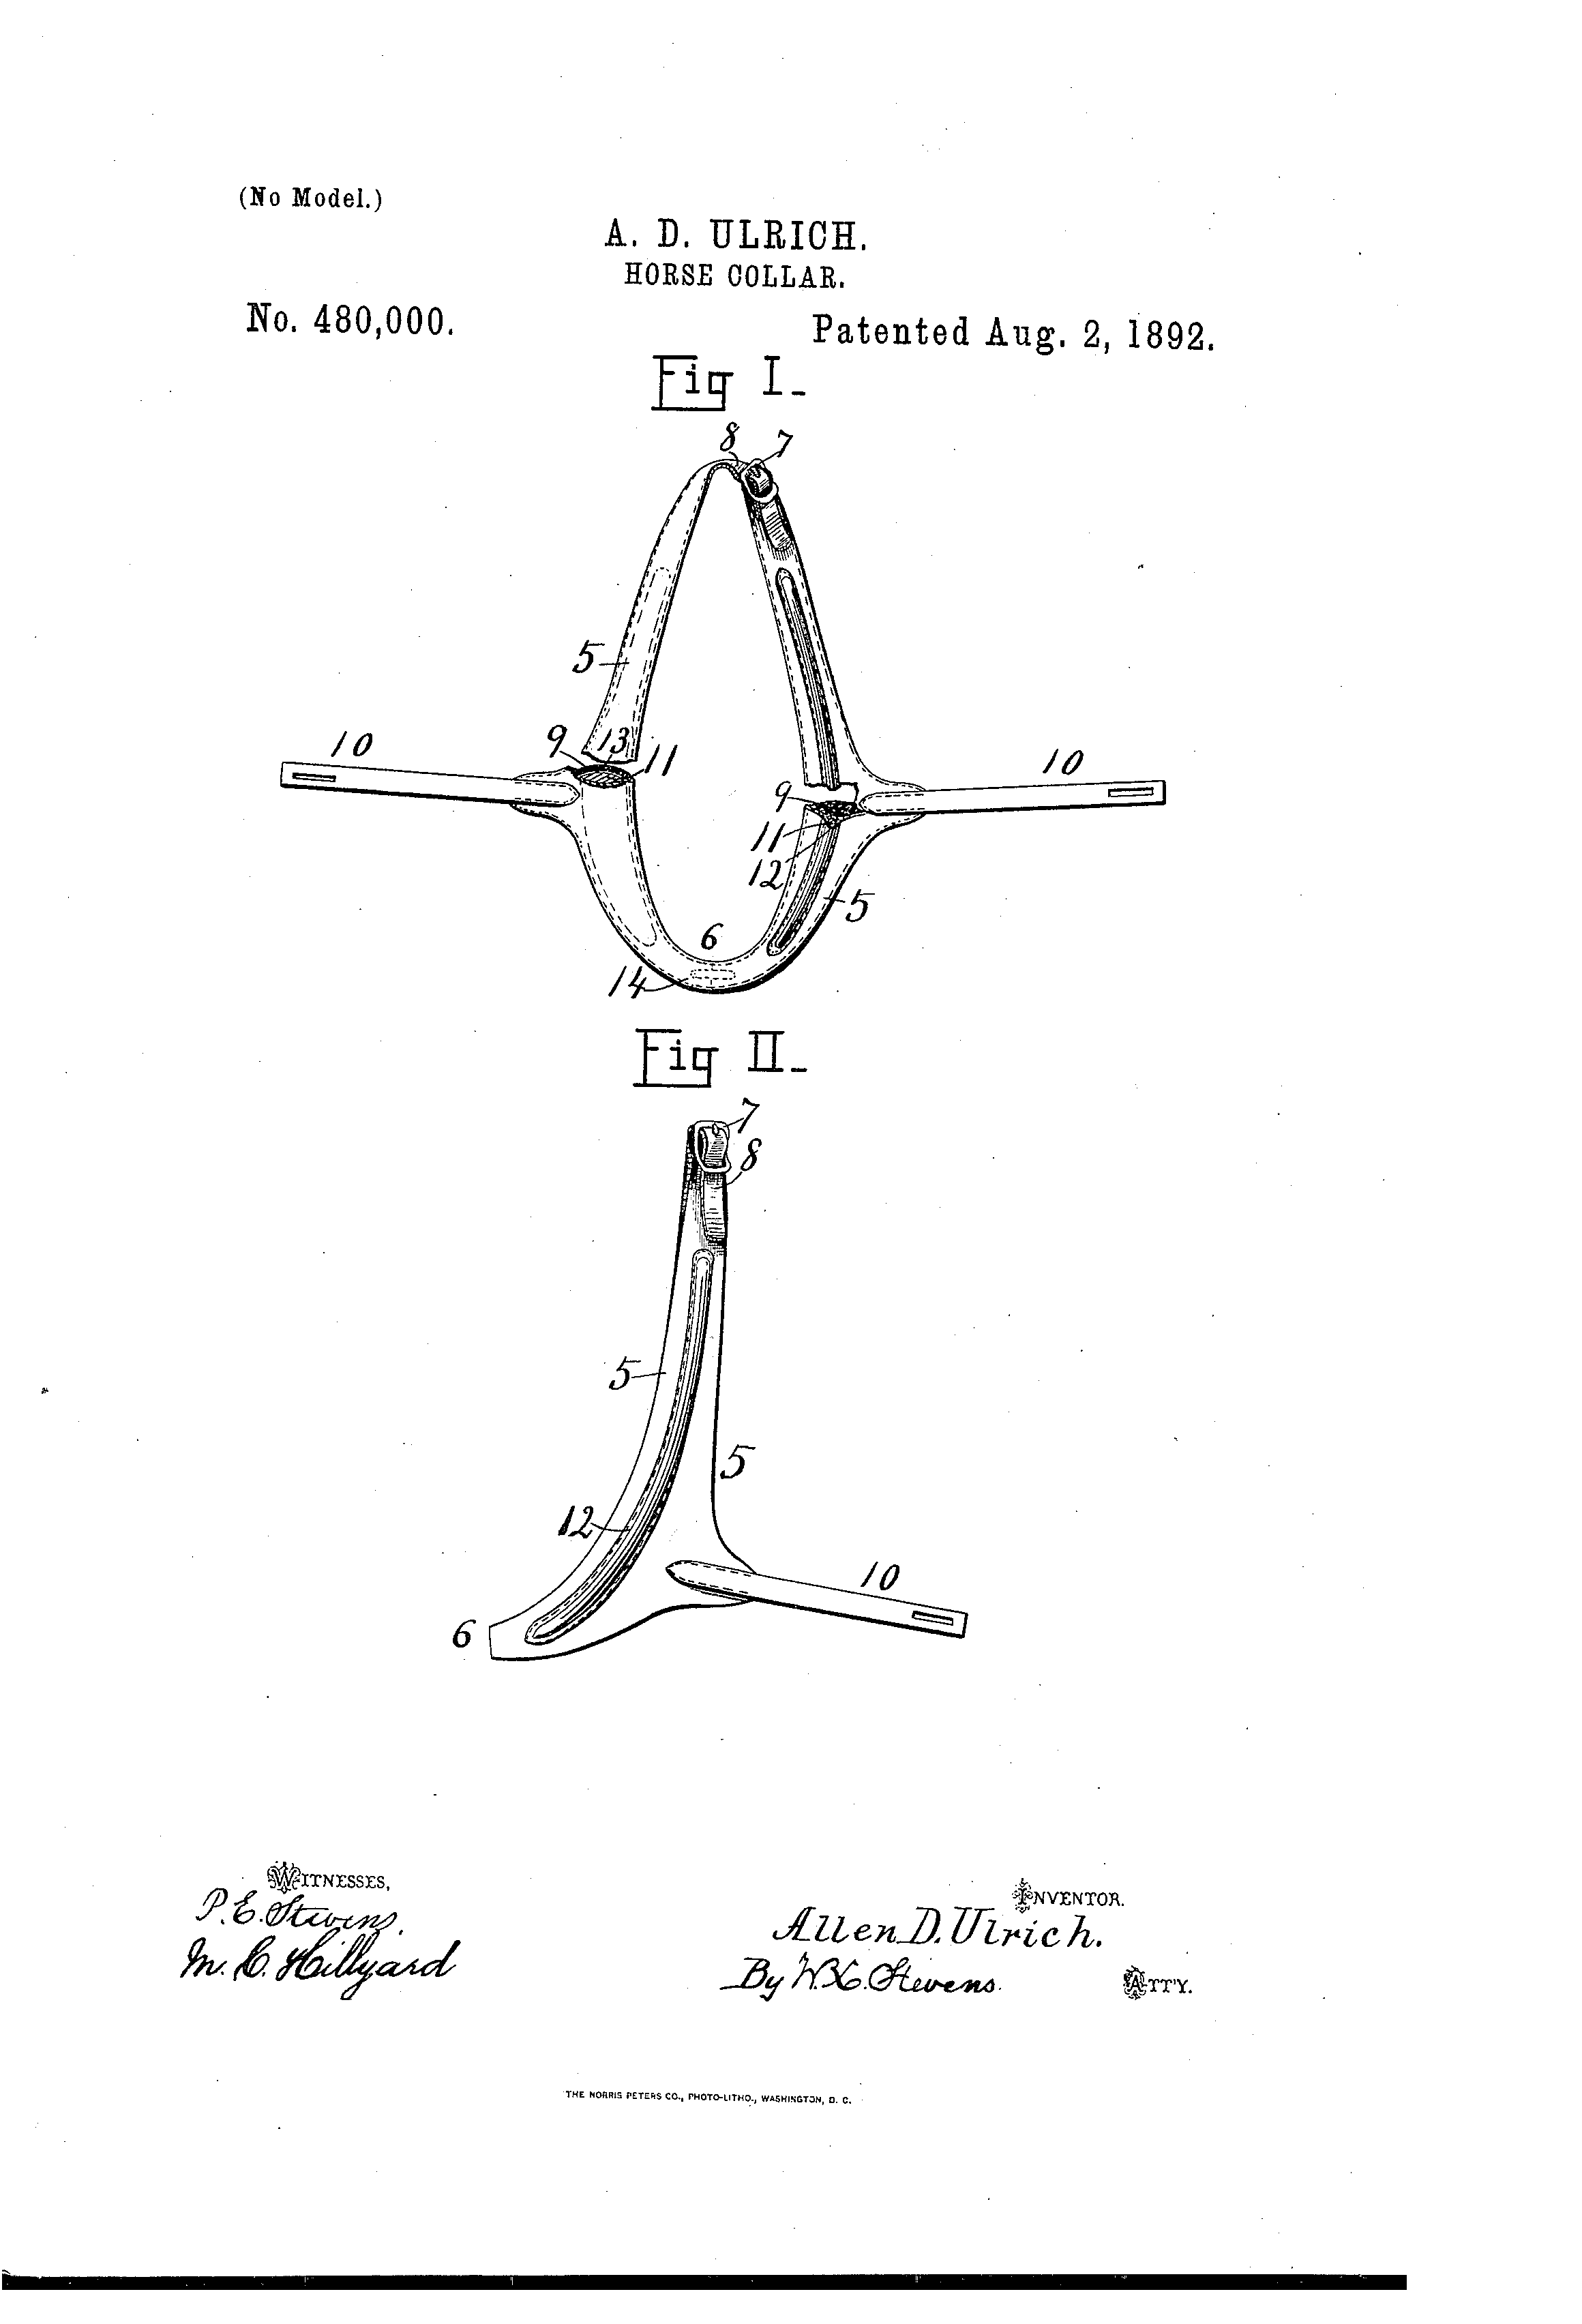 (No Model.)
A. D. ULRICH.
HORSE COLLAR.
No. 480,000.
Patented Aug. 2, 1892.
Fig I.
8 7
5
10
9 13 11
10
9
11
12
5
6
14
Fig II.
7
8
5
5
12
10
6
WITNESSES,
P. E. Stevens.
M. C. Hillyard
INVENTOR.
Allen D. Ulrich.
By W. X. Stevens.
ATT'Y.
THE NORRIS PETERS CO., PHOTO-LITHO., WASHINGTON, D. C.